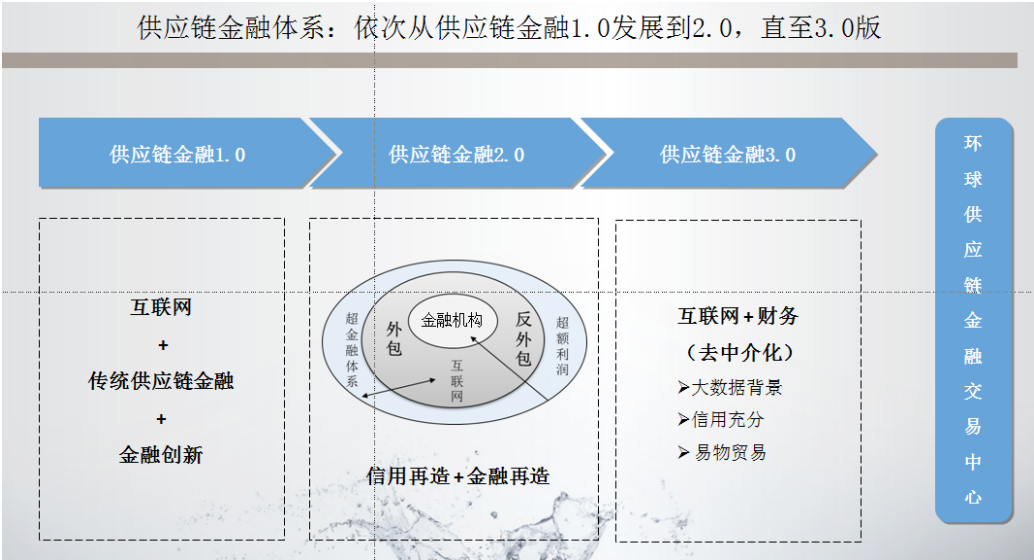 供应链金融体系：依次从供应链金融1.0发展到2.0，直至3.0版
供应链金融1.0
供应链金融2.0
供应链金融3.0
互联网
+
传统供应链金融
+
金融创新
超金融体系
外包
金融机构
反外包
超额利润
互联网
信用再造+金融再造
互联网+财务
（去中介化）
➢大数据背景
➢信用充分
➢易物贸易
环球供应链金融交易中心